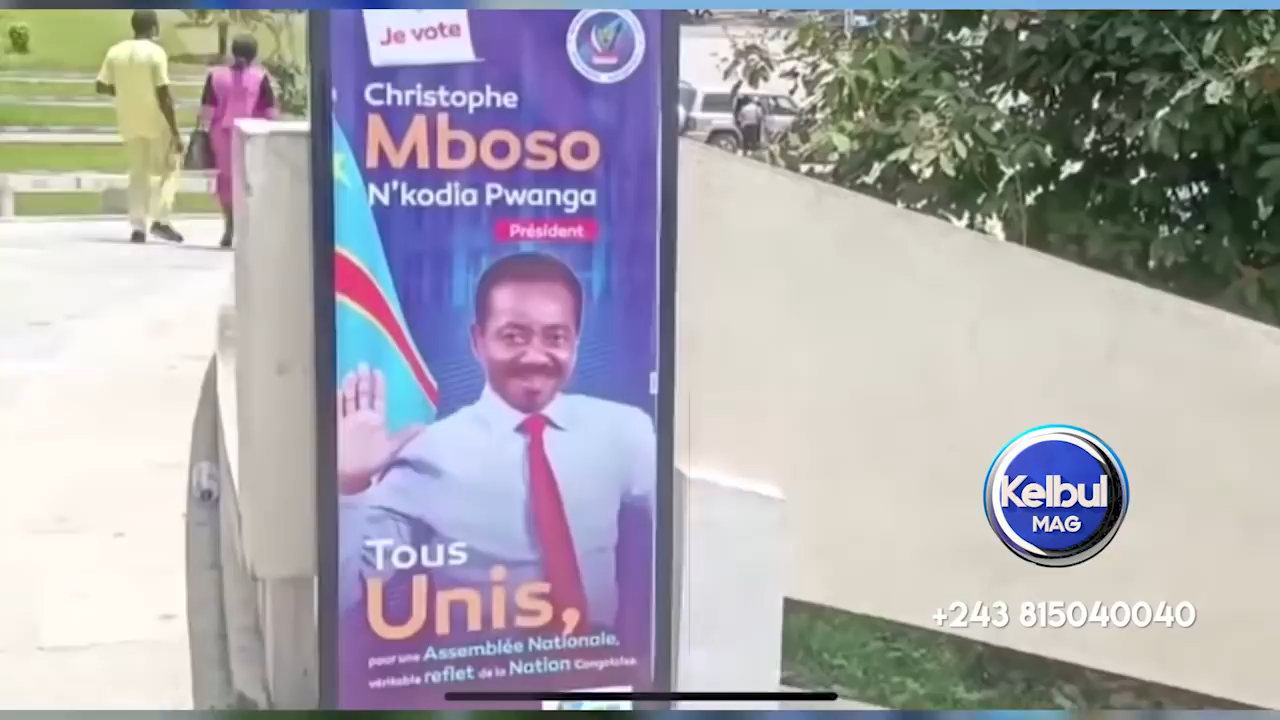 Je vote
Christophe
Mboso
N'kodia Pwanga
Président
Tous
Unis,
pour une Assemblée Nationale,
véritable reflet de la Nation Congolaise
Kelbul
MAG
+243 815040040